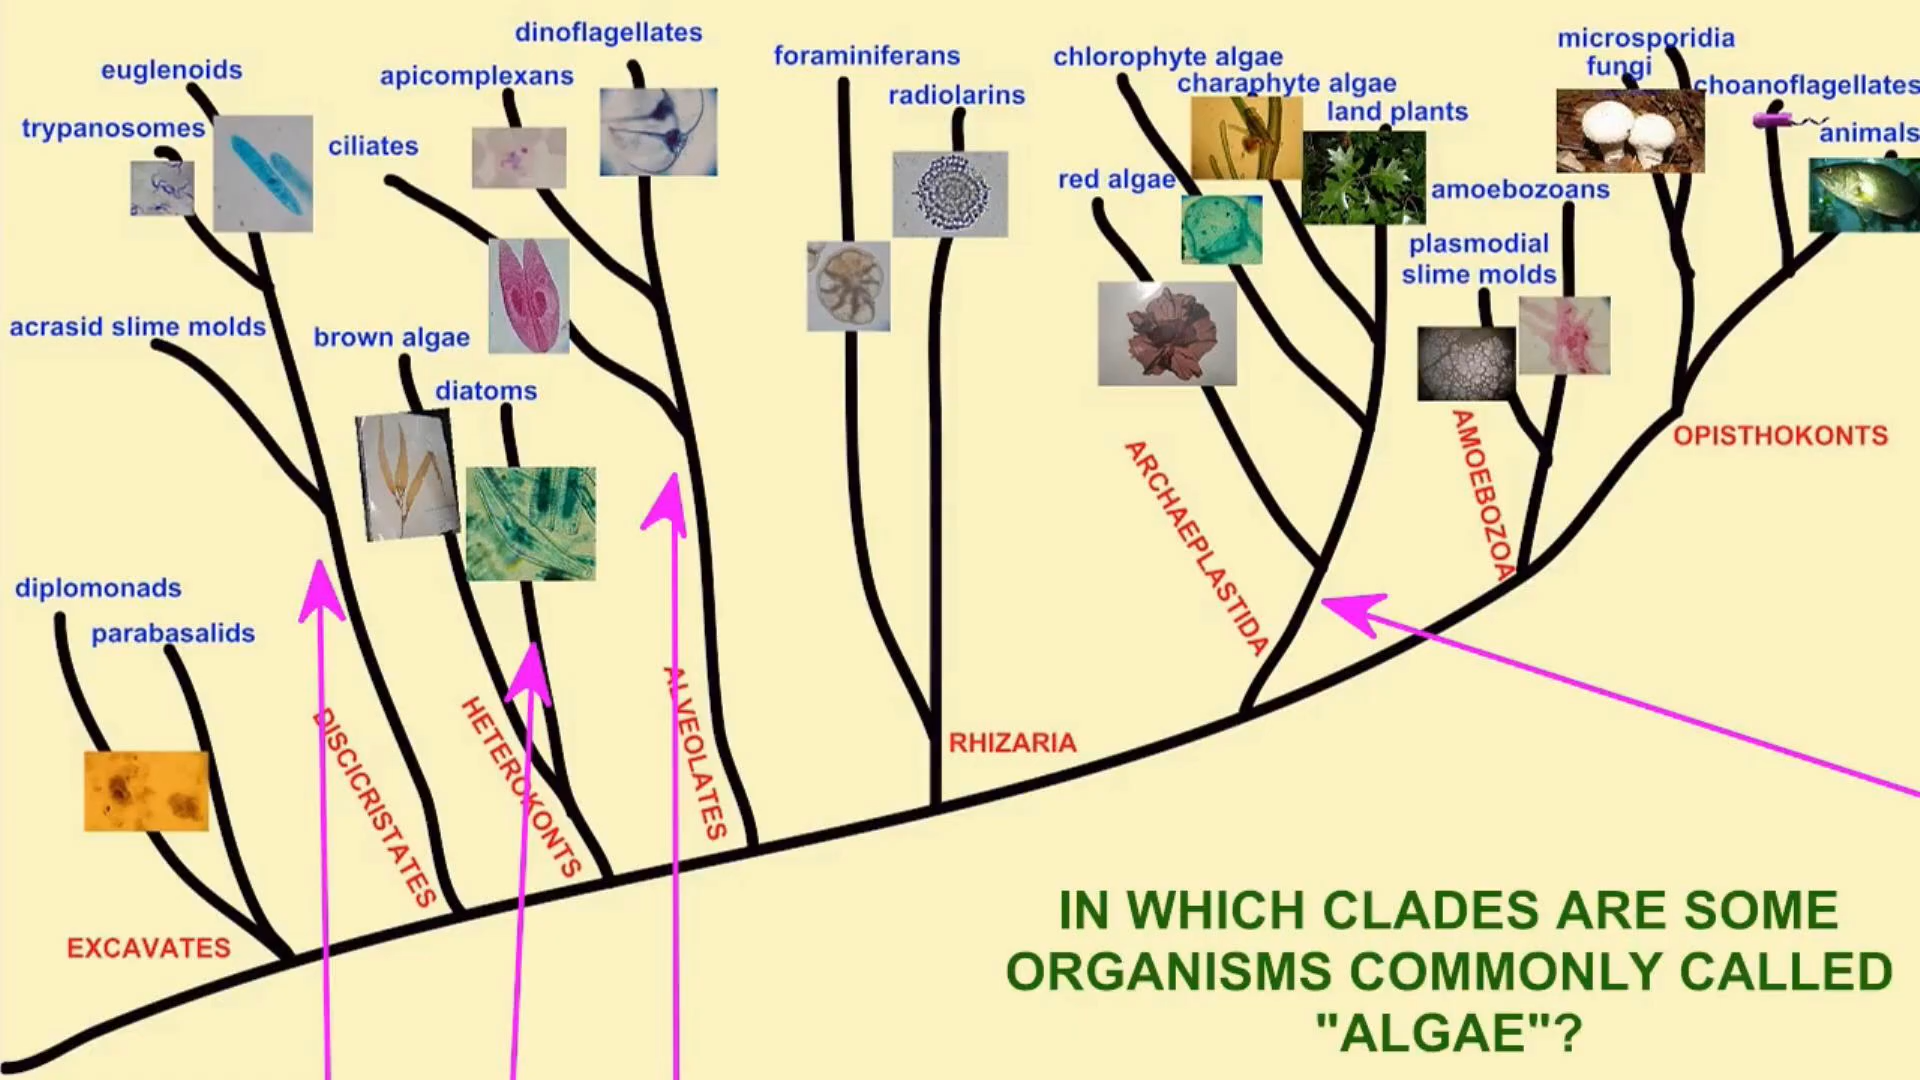 dinoflagellates
microsporidia
fungi
euglenoids
apicomplexans
foraminiferans
chlorophyte algae
charaphyte algae
choanoflagellates
radiolarins
land plants
trypanosomes
ciliates
animals
red algae
amoebozoans
plasmodial
slime molds
acrasid slime molds
brown algae
diatoms
diplomonads
parabasalids
OPISTHOKONTS
AMOEBOZOA
ARCHAEPLASTIDA
RHIZARIA
ALVEOLATES
HETEROKONTS
DISCICRISTATES
EXCAVATES
IN WHICH CLADES ARE SOME
ORGANISMS COMMONLY CALLED
"ALGAE"?